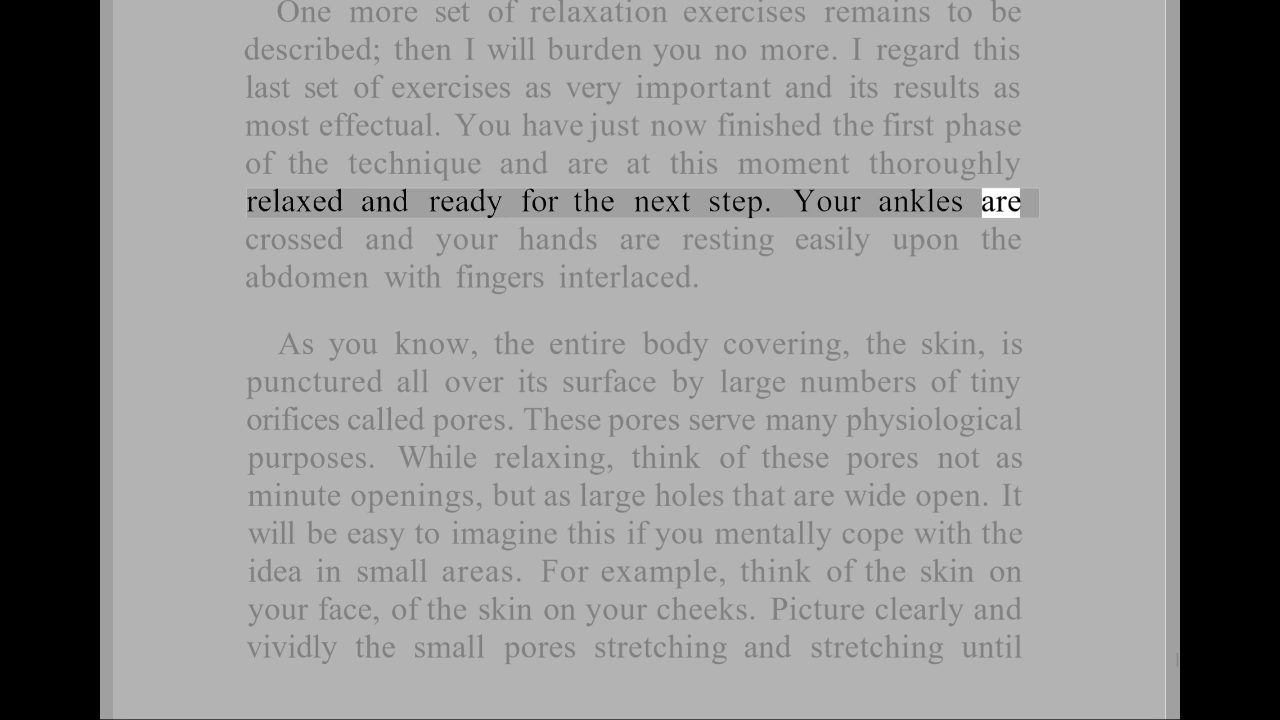 One more set of relaxation exercises remains to be
described; then I will burden you no more. I regard this
last set of exercises as very important and its results as
most effectual. You have just now finished the first phase
of the technique and are at this moment thoroughly
relaxed and ready for the next step. Your ankles are
crossed and your hands are resting easily upon the
abdomen with fingers interlaced.
As you know, the entire body covering, the skin, is
punctured all over its surface by large numbers of tiny
orifices called pores. These pores serve many physiological
purposes. While relaxing, think of these pores not as
minute openings, but as large holes that are wide open. It
will be easy to imagine this if you mentally cope with the
idea in small areas. For example, think of the skin on
your face, of the skin on your cheeks. Picture clearly and
vividly the small pores stretching and stretching until